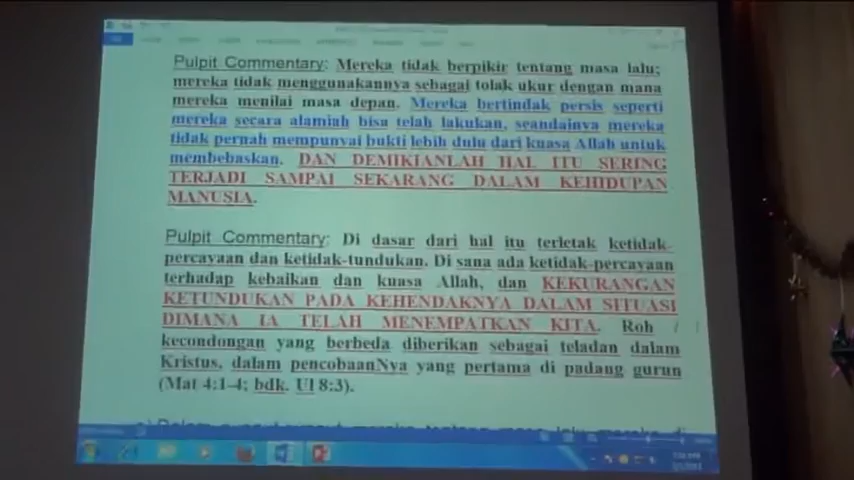 Pulpit Commentary: Mereka tidak berpikir tentang masa lalu;
mereka tidak menggunakannya sebagai tolak ukur dengan mana
mereka menilai masa depan. Mereka bertindak persis seperti
mereka secara alamiah bisa telah lakukan, seandainya mereka
tidak pernah mempunyai bukti lebih dulu dari kuasa Allah untuk
membebaskan. DAN DEMIKIANLAH HAL ITU SERING
TERJADI SAMPAI SEKARANG DALAM KEHIDUPAN
MANUSIA.
Pulpit Commentary: Di dasar dari hal itu terletak ketidak-
percayaan dan ketidak-tundukan. Di sana ada ketidak-percayaan
terhadap kebaikan dan kuasa Allah, dan KEKURANGAN
KETUNDUKAN PADA KEHENDAKNYA DALAM SITUASI
DIMANA IA TELAH MENEMPATKAN KITA. Roh
kecondongan yang berbeda diberikan sebagai teladan dalam
Kristus, dalam pencobaanNya yang pertama di padang gurun
(Mat 4:1-4; bdk. Ul 8:3).